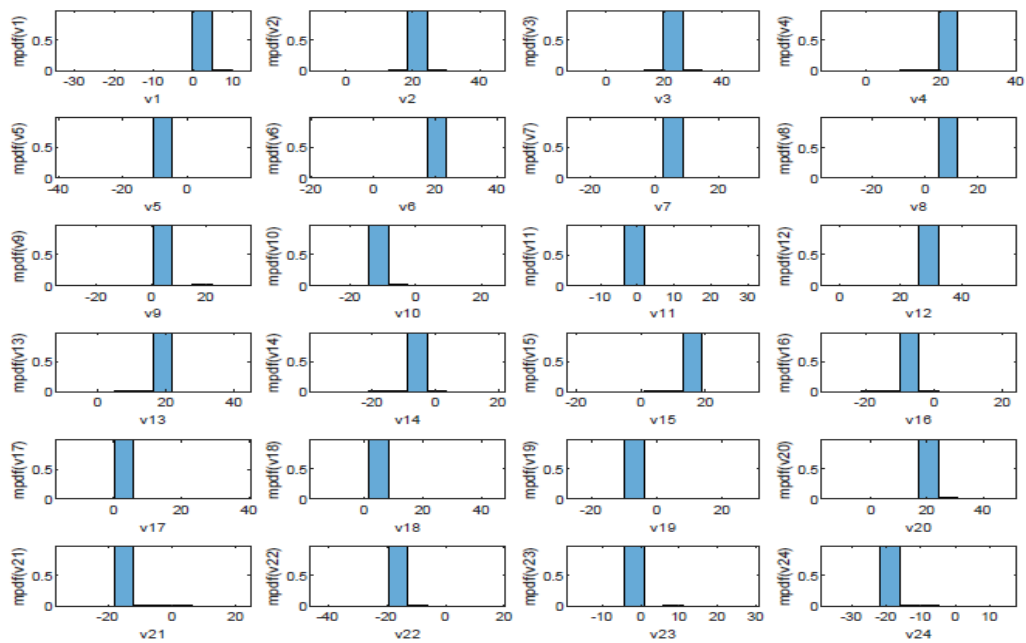 mpdf(v1) 0.5 0 -30 -20 -10 0 10 v1
mpdf(v2) 0.5 0 0 20 40 v2
mpdf(v3) 0.5 0 0 20 40 v3
mpdf(v4) 0.5 0 0 20 40 v4
mpdf(v5) 0.5 0 -40 -20 0 v5
mpdf(v6) 0.5 0 -20 0 20 40 v6
mpdf(v7) 0.5 0 -20 0 20 v7
mpdf(v8) 0.5 0 -20 0 20 v8
mpdf(v9) 0.5 0 -20 0 20 v9
mpdf(v10) 0.5 0 -20 0 20 v10
mpdf(v11) 0.5 0 -10 0 10 20 30 v11
mpdf(v12) 0.5 0 0 20 40 v12
mpdf(v13) 0.5 0 0 20 40 v13
mpdf(v14) 0.5 0 -20 0 20 v14
mpdf(v15) 0.5 0 -20 0 20 v15
mpdf(v16) 0.5 0 -20 0 20 v16
mpdf(v17) 0.5 0 0 20 40 v17
mpdf(v18) 0.5 0 0 20 40 v18
mpdf(v19) 0.5 0 -20 0 20 v19
mpdf(v20) 0.5 0 0 20 40 v20
mpdf(v21) 0.5 0 -20 0 20 v21
mpdf(v22) 0.5 0 -40 -20 0 20 v22
mpdf(v23) 0.5 0 -10 0 10 20 30 v23
mpdf(v24) 0.5 0 -30 -20 -10 0 10 v24